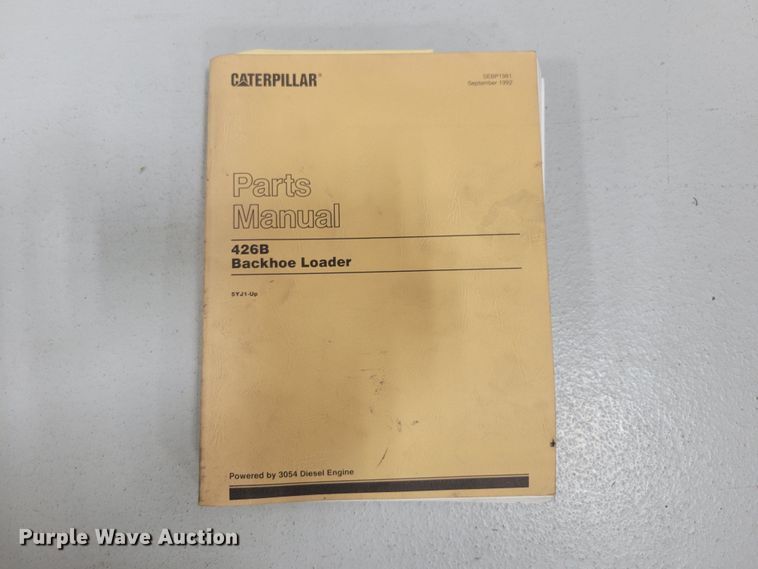 CATERPILLAR®
SEBP1981
September 1992
Parts
Manual
426B
Backhoe Loader
5YJ1-Up
Powered by 3054 Diesel Engine
Purple Wave Auction